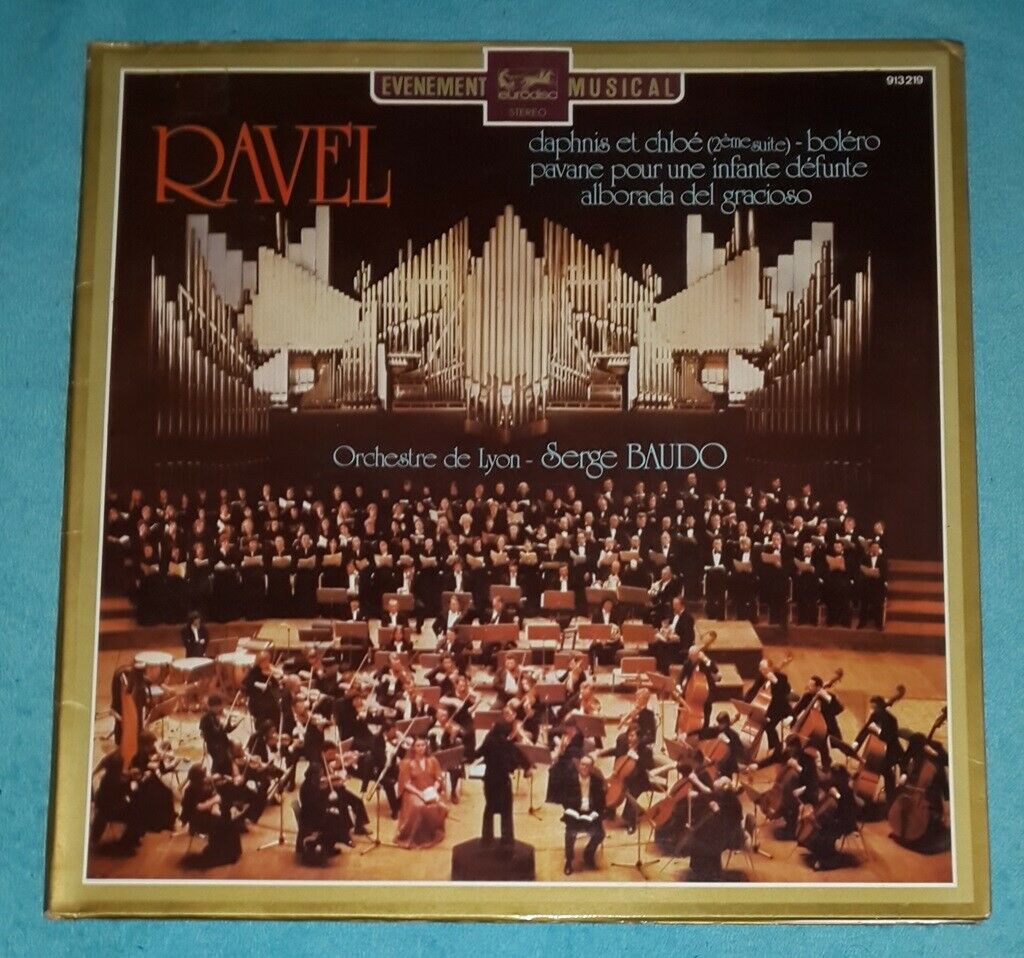 EVENEMENT eurodisc MUSICAL
STEREO
913219
RAVEL
daphnis et chloé (2ème suite) - boléro
pavane pour une infante défunte
alborada del gracioso
Orchestre de Lyon - Serge BAUDO